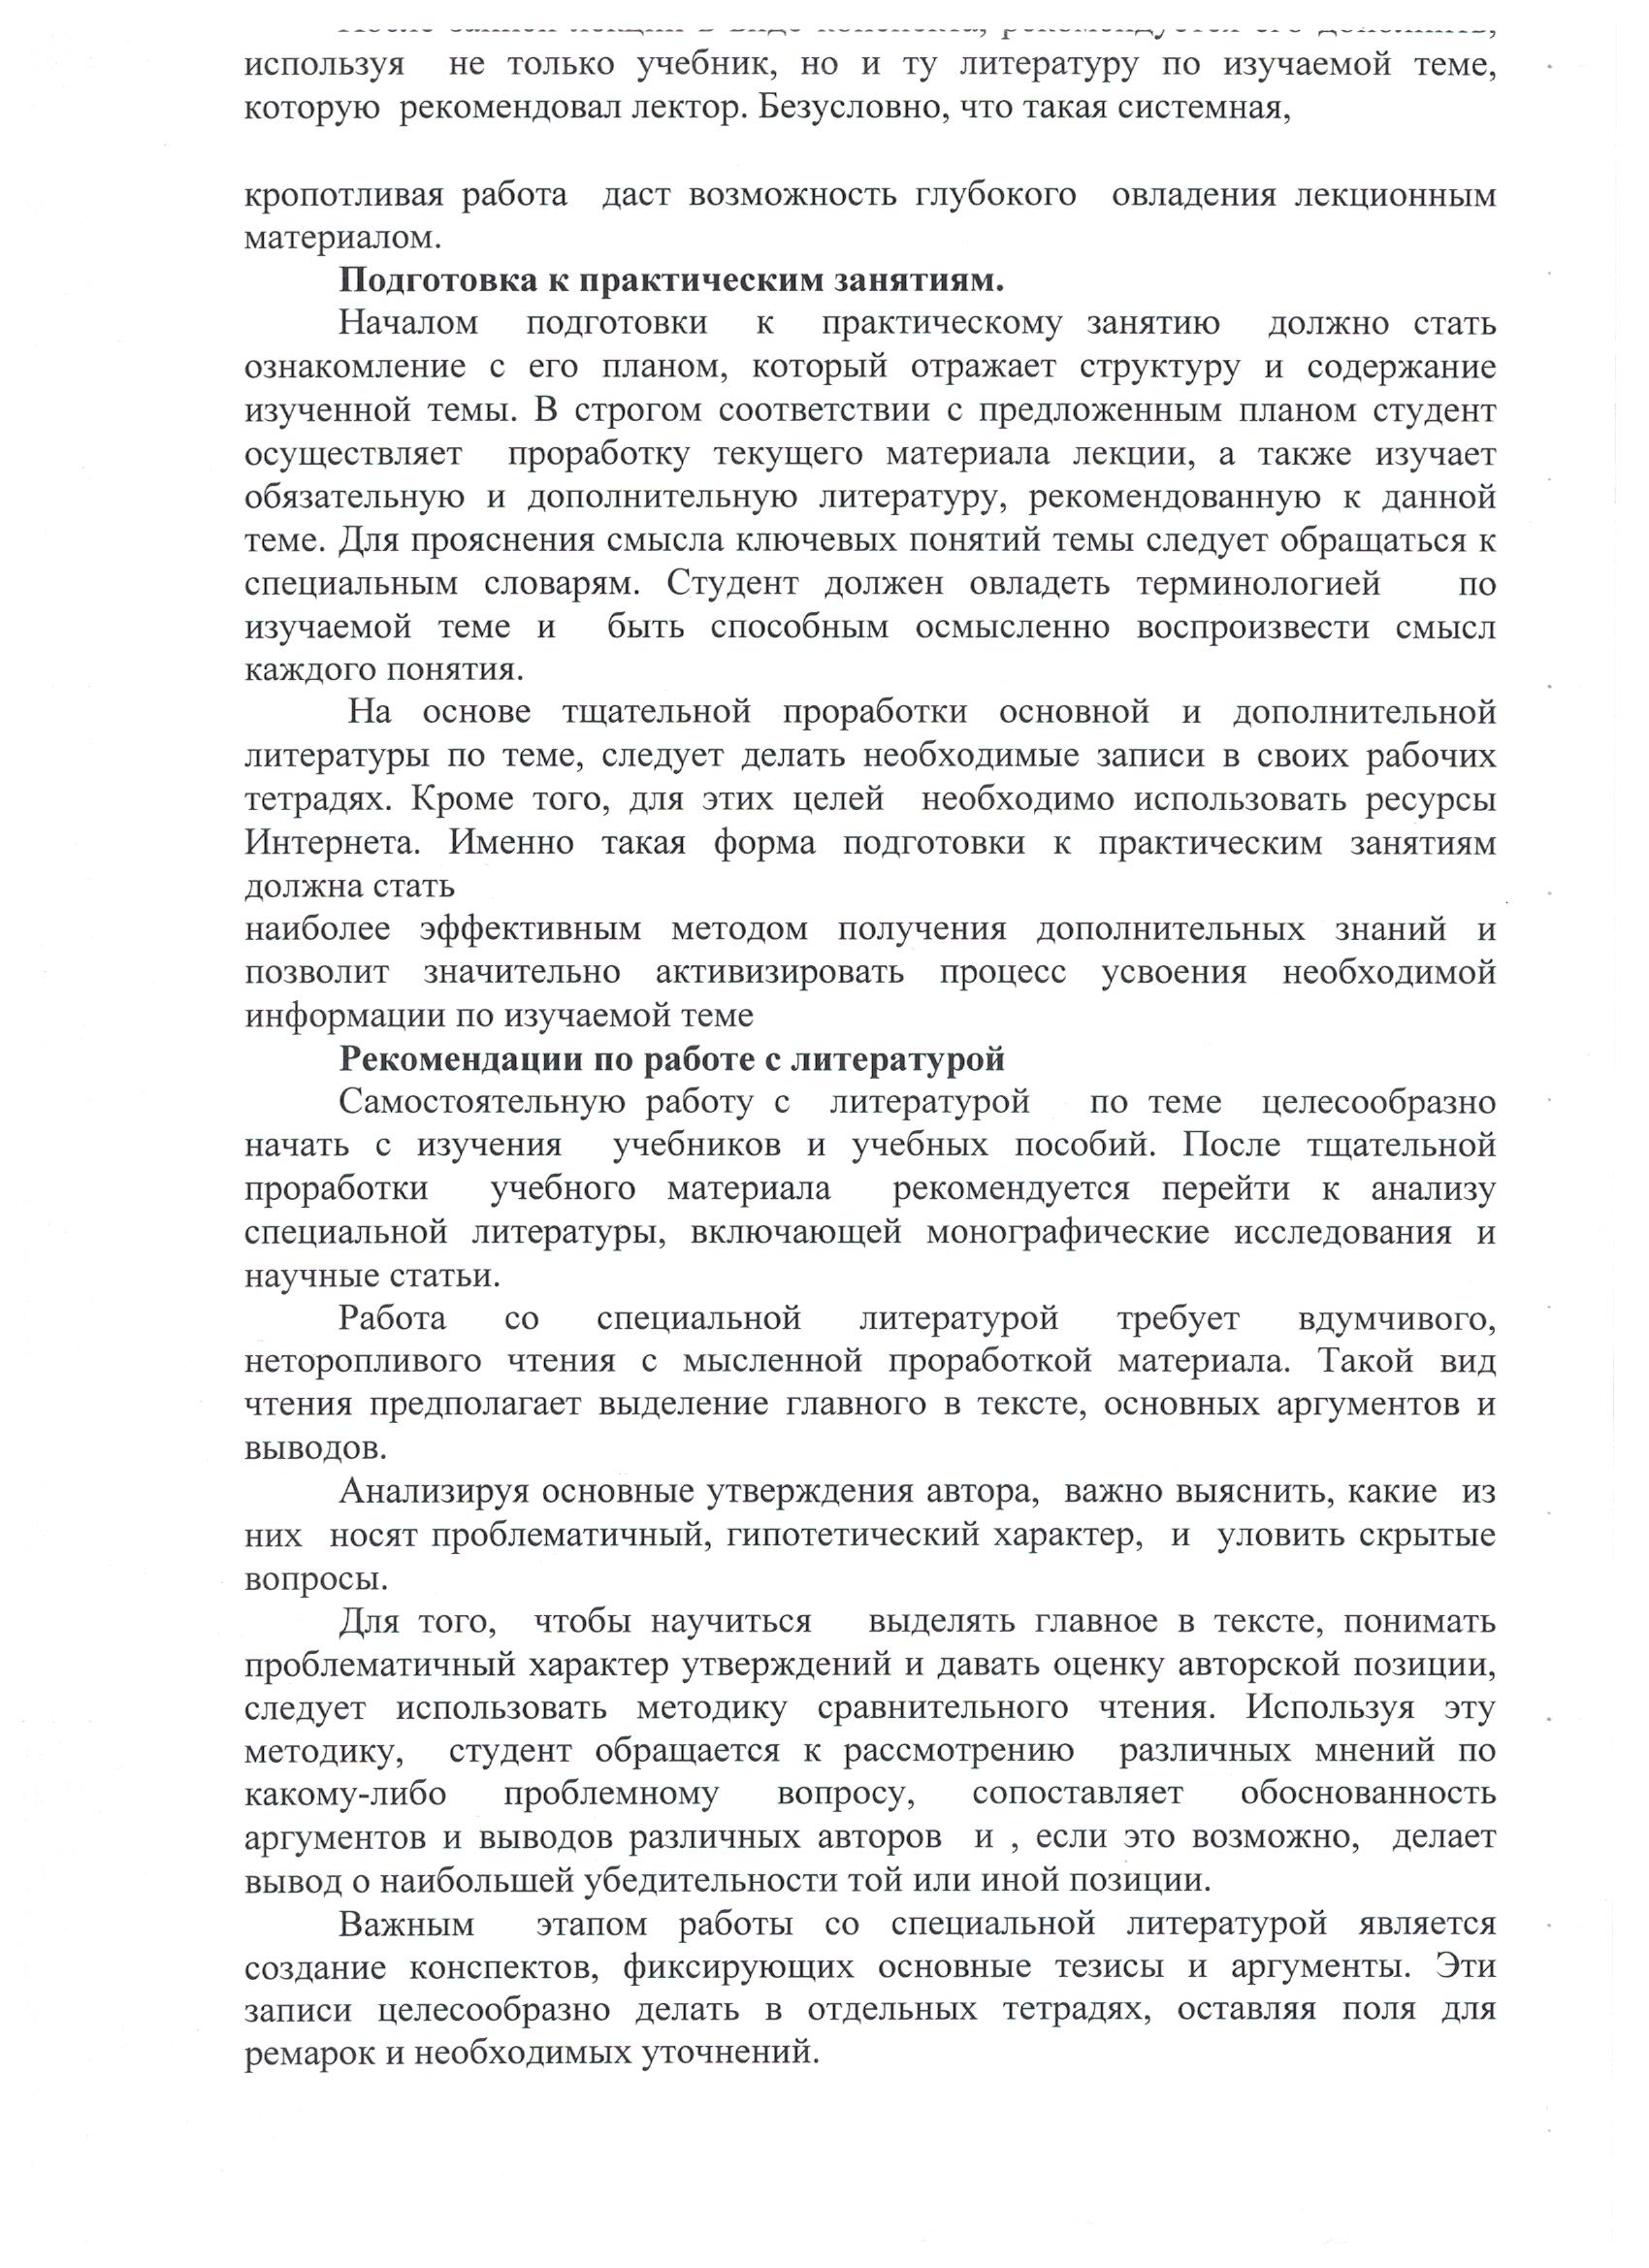 используя не только учебник, но и ту литературу по изучаемой теме,
которую рекомендовал лектор. Безусловно, что такая системная,
кропотливая работа даст возможность глубокого овладения лекционным
материалом.
Подготовка к практическим занятиям.
Началом подготовки к практическому занятию должно стать
ознакомление с его планом, который отражает структуру и содержание
изученной темы. В строгом соответствии с предложенным планом студент
осуществляет проработку текущего материала лекции, а также изучает
обязательную и дополнительную литературу, рекомендованную к данной
теме. Для прояснения смысла ключевых понятий темы следует обращаться к
специальным словарям. Студент должен овладеть терминологией по
изучаемой теме и быть способным осмысленно воспроизвести смысл
каждого понятия.
На основе тщательной проработки основной и дополнительной
литературы по теме, следует делать необходимые записи в своих рабочих
тетрадях. Кроме того, для этих целей необходимо использовать ресурсы
Интернета. Именно такая форма подготовки к практическим занятиям
должна стать
наиболее эффективным методом получения дополнительных знаний и
позволит значительно активизировать процесс усвоения необходимой
информации по изучаемой теме
Рекомендации по работе с литературой
Самостоятельную работу с литературой по теме целесообразно
начать с изучения учебников и учебных пособий. После тщательной
проработки учебного материала рекомендуется перейти к анализу
специальной литературы, включающей монографические исследования и
научные статьи.
Работа со специальной литературой требует вдумчивого,
неторопливого чтения с мысленной проработкой материала. Такой вид
чтения предполагает выделение главного в тексте, основных аргументов и
выводов.
Анализируя основные утверждения автора, важно выяснить, какие из
них носят проблематичный, гипотетический характер, и уловить скрытые
вопросы.
Для того, чтобы научиться выделять главное в тексте, понимать
проблематичный характер утверждений и давать оценку авторской позиции,
следует использовать методику сравнительного чтения. Используя эту
методику, студент обращается к рассмотрению различных мнений по
какому-либо проблемному вопросу, сопоставляет обоснованность
аргументов и выводов различных авторов и , если это возможно, делает
вывод о наибольшей убедительности той или иной позиции.
Важным этапом работы со специальной литературой является
создание конспектов, фиксирующих основные тезисы и аргументы. Эти
записи целесообразно делать в отдельных тетрадях, оставляя поля для
ремарок и необходимых уточнений.